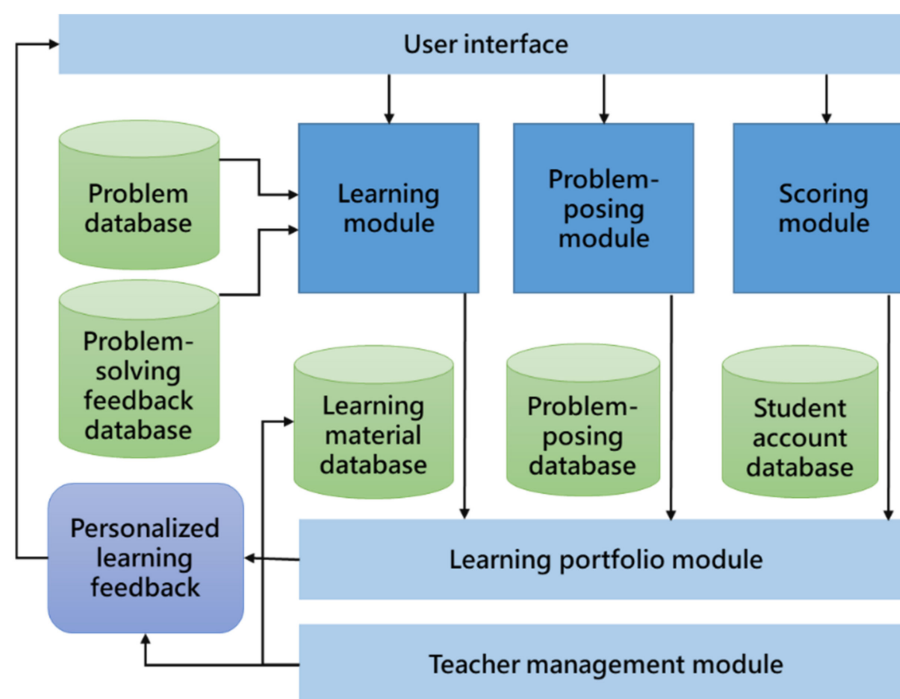 User interface
Problem
database
Learning
module
Problem-
posing
module
Scoring
module
Problem-
solving
feedback
database
Learning
material
database
Problem-
posing
database
Student
account
database
Personalized
learning
feedback
Learning portfolio module
Teacher management module